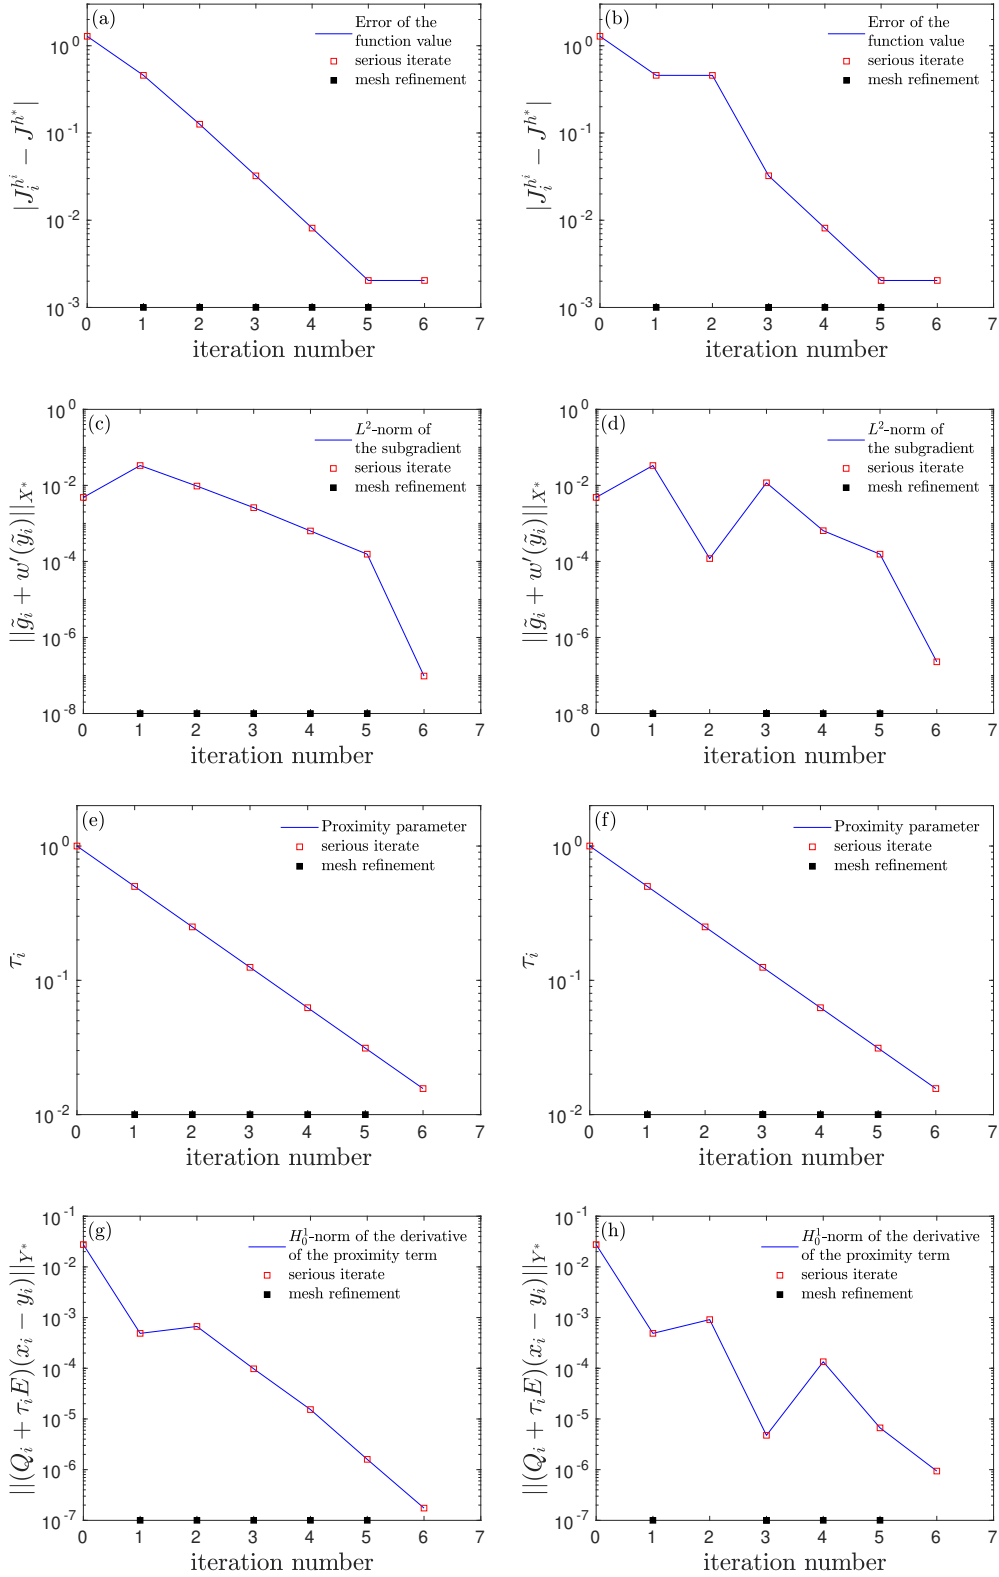 (a)
Error of the
function value
serious iterate
mesh refinement
10^0
10^-1
10^-2
10^-3
|J_i^{h^i} − J^{h*}|
0 1 2 3 4 5 6 7
iteration number
(b)
Error of the
function value
serious iterate
mesh refinement
10^0
10^-1
10^-2
10^-3
|J_i^{h^i} − J^{h*}|
0 1 2 3 4 5 6 7
iteration number
(c)
L^2-norm of
the subgradient
serious iterate
mesh refinement
10^0
10^-2
10^-4
10^-6
10^-8
||g̃_i + w′(ỹ_i)||_{X*}
0 1 2 3 4 5 6 7
iteration number
(d)
L^2-norm of
the subgradient
serious iterate
mesh refinement
10^0
10^-2
10^-4
10^-6
10^-8
||g̃_i + w′(ỹ_i)||_{X*}
0 1 2 3 4 5 6 7
iteration number
(e)
Proximity parameter
serious iterate
mesh refinement
10^0
10^-1
10^-2
τ_i
0 1 2 3 4 5 6 7
iteration number
(f)
Proximity parameter
serious iterate
mesh refinement
10^0
10^-1
10^-2
τ_i
0 1 2 3 4 5 6 7
iteration number
(g)
H_0^1-norm of the derivative
of the proximity term
serious iterate
mesh refinement
10^-1
10^-2
10^-3
10^-4
10^-5
10^-6
10^-7
||(Q_i + τ_i E)(x_i − y_i)||_{Y*}
0 1 2 3 4 5 6 7
iteration number
(h)
H_0^1-norm of the derivative
of the proximity term
serious iterate
mesh refinement
10^-1
10^-2
10^-3
10^-4
10^-5
10^-6
10^-7
||(Q_i + τ_i E)(x_i − y_i)||_{Y*}
0 1 2 3 4 5 6 7
iteration number